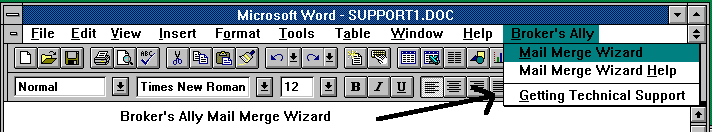 Microsoft Word - SUPPORT1.DOC
File Edit View Insert Format Tools Table Window Help Broker's Ally
Mail Merge Wizard
ABC
Mail Merge Wizard Help
Normal Times New Roman 12 B I U
Getting Technical Support
Broker's Ally Mail Merge Wizard